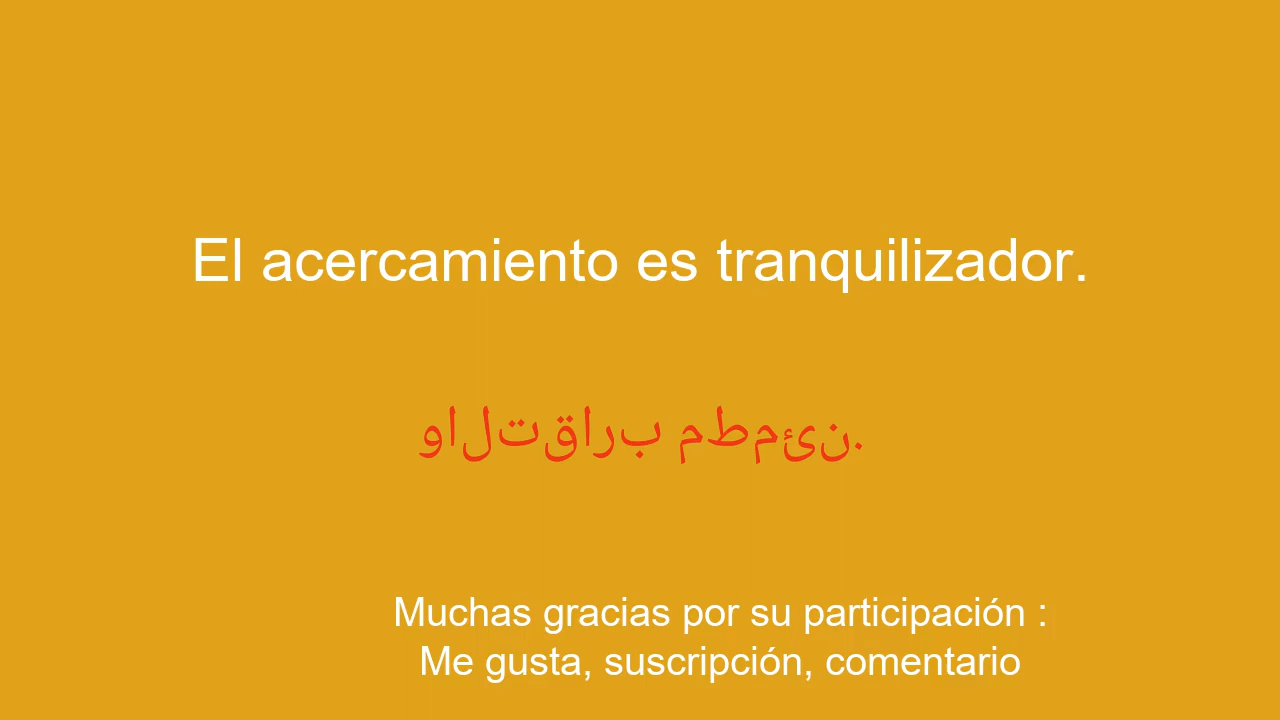 El acercamiento es tranquilizador.
والتقارب مطمئن.
Muchas gracias por su participación :
Me gusta, suscripción, comentario